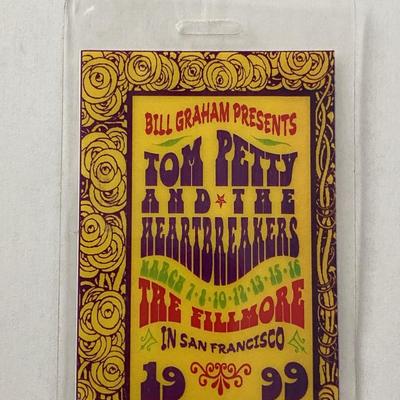 BILL GRAHAM PRESENTS
TOM PETTY
AND ★ THE
HEARTBREAKERS
MARCH 7·8·10·12·13·15·16
THE FILLMORE
IN SAN FRANCISCO
19 99